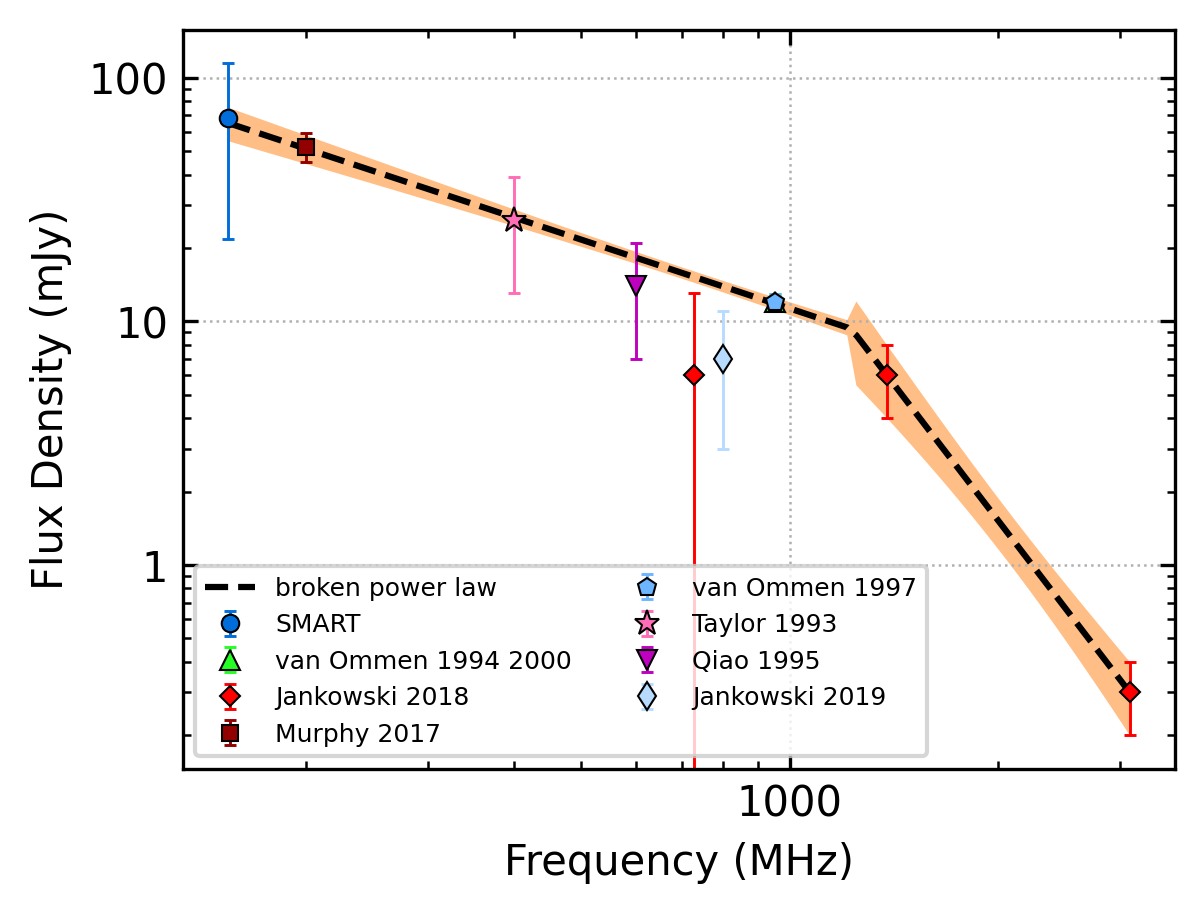 100
10
1
Flux Density (mJy)
broken power law
SMART
van Ommen 1994 2000
Jankowski 2018
Murphy 2017
van Ommen 1997
Taylor 1993
Qiao 1995
Jankowski 2019
1000
Frequency (MHz)